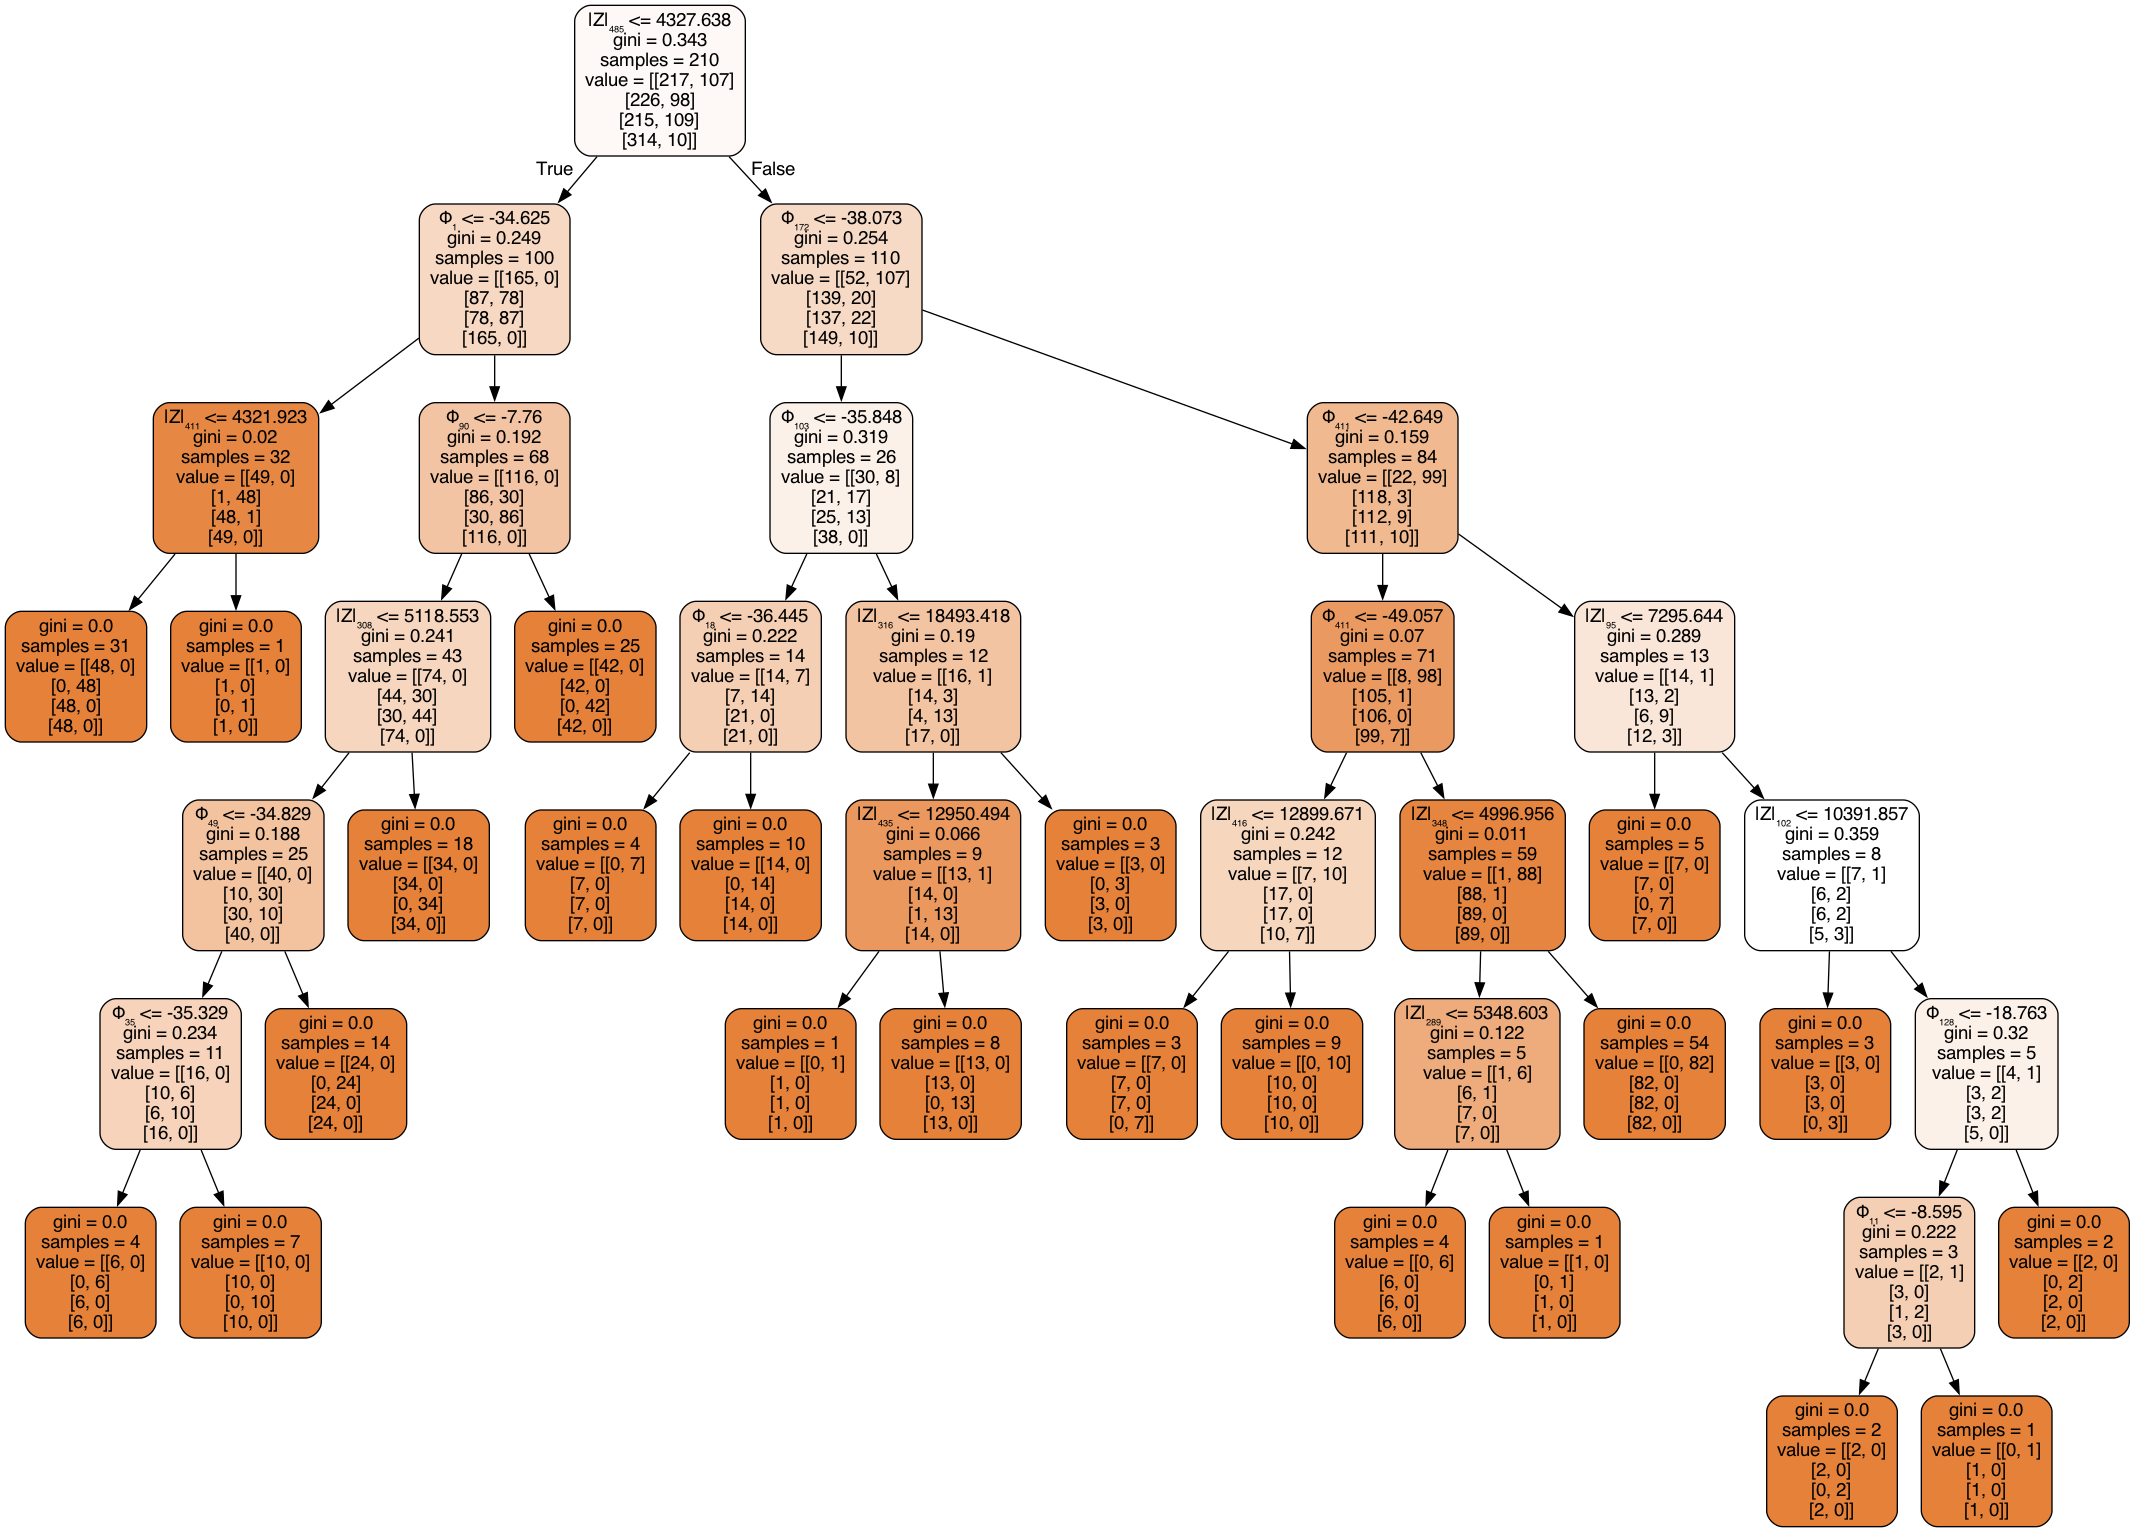 |Z|₄₈₅ <= 4327.638
gini = 0.343
samples = 210
value = [[217, 107]
[226, 98]
[215, 109]
[314, 10]]
True
False
Φ₁ <= -34.625
gini = 0.249
samples = 100
value = [[165, 0]
[87, 78]
[78, 87]
[165, 0]]
Φ₁₇₂ <= -38.073
gini = 0.254
samples = 110
value = [[52, 107]
[139, 20]
[137, 22]
[149, 10]]
|Z|₄₁₁ <= 4321.923
gini = 0.02
samples = 32
value = [[49, 0]
[1, 48]
[48, 1]
[49, 0]]
Φ₉₀ <= -7.76
gini = 0.192
samples = 68
value = [[116, 0]
[86, 30]
[30, 86]
[116, 0]]
Φ₁₀₃ <= -35.848
gini = 0.319
samples = 26
value = [[30, 8]
[21, 17]
[25, 13]
[38, 0]]
Φ₄₁₁ <= -42.649
gini = 0.159
samples = 84
value = [[22, 99]
[118, 3]
[112, 9]
[111, 10]]
gini = 0.0
samples = 31
value = [[48, 0]
[0, 48]
[48, 0]
[48, 0]]
gini = 0.0
samples = 1
value = [[1, 0]
[1, 0]
[0, 1]
[1, 0]]
|Z|₃₀₈ <= 5118.553
gini = 0.241
samples = 43
value = [[74, 0]
[44, 30]
[30, 44]
[74, 0]]
gini = 0.0
samples = 25
value = [[42, 0]
[42, 0]
[0, 42]
[42, 0]]
Φ₁₈ <= -36.445
gini = 0.222
samples = 14
value = [[14, 7]
[7, 14]
[21, 0]
[21, 0]]
|Z|₃₁₆ <= 18493.418
gini = 0.19
samples = 12
value = [[16, 1]
[14, 3]
[4, 13]
[17, 0]]
Φ₄₁₁ <= -49.057
gini = 0.07
samples = 71
value = [[8, 98]
[105, 1]
[106, 0]
[99, 7]]
|Z|₉₅ <= 7295.644
gini = 0.289
samples = 13
value = [[14, 1]
[13, 2]
[6, 9]
[12, 3]]
Φ₄₉ <= -34.829
gini = 0.188
samples = 25
value = [[40, 0]
[10, 30]
[30, 10]
[40, 0]]
gini = 0.0
samples = 18
value = [[34, 0]
[34, 0]
[0, 34]
[34, 0]]
gini = 0.0
samples = 4
value = [[0, 7]
[7, 0]
[7, 0]
[7, 0]]
gini = 0.0
samples = 10
value = [[14, 0]
[0, 14]
[14, 0]
[14, 0]]
|Z|₄₃₅ <= 12950.494
gini = 0.066
samples = 9
value = [[13, 1]
[14, 0]
[1, 13]
[14, 0]]
gini = 0.0
samples = 3
value = [[3, 0]
[0, 3]
[3, 0]
[3, 0]]
|Z|₄₁₆ <= 12899.671
gini = 0.242
samples = 12
value = [[7, 10]
[17, 0]
[17, 0]
[10, 7]]
|Z|₃₄₈ <= 4996.956
gini = 0.011
samples = 59
value = [[1, 88]
[88, 1]
[89, 0]
[89, 0]]
gini = 0.0
samples = 5
value = [[7, 0]
[7, 0]
[0, 7]
[7, 0]]
|Z|₁₀₂ <= 10391.857
gini = 0.359
samples = 8
value = [[7, 1]
[6, 2]
[6, 2]
[5, 3]]
Φ₃₅ <= -35.329
gini = 0.234
samples = 11
value = [[16, 0]
[10, 6]
[6, 10]
[16, 0]]
gini = 0.0
samples = 14
value = [[24, 0]
[0, 24]
[24, 0]
[24, 0]]
gini = 0.0
samples = 1
value = [[0, 1]
[1, 0]
[1, 0]
[1, 0]]
gini = 0.0
samples = 8
value = [[13, 0]
[13, 0]
[0, 13]
[13, 0]]
gini = 0.0
samples = 3
value = [[7, 0]
[7, 0]
[7, 0]
[0, 7]]
gini = 0.0
samples = 9
value = [[0, 10]
[10, 0]
[10, 0]
[10, 0]]
|Z|₂₈₉ <= 5348.603
gini = 0.122
samples = 5
value = [[1, 6]
[6, 1]
[7, 0]
[7, 0]]
gini = 0.0
samples = 54
value = [[0, 82]
[82, 0]
[82, 0]
[82, 0]]
gini = 0.0
samples = 3
value = [[3, 0]
[3, 0]
[3, 0]
[0, 3]]
Φ₁₂₈ <= -18.763
gini = 0.32
samples = 5
value = [[4, 1]
[3, 2]
[3, 2]
[5, 0]]
gini = 0.0
samples = 4
value = [[6, 0]
[0, 6]
[6, 0]
[6, 0]]
gini = 0.0
samples = 7
value = [[10, 0]
[10, 0]
[0, 10]
[10, 0]]
gini = 0.0
samples = 4
value = [[0, 6]
[6, 0]
[6, 0]
[6, 0]]
gini = 0.0
samples = 1
value = [[1, 0]
[0, 1]
[1, 0]
[1, 0]]
Φ₁₁ <= -8.595
gini = 0.222
samples = 3
value = [[2, 1]
[3, 0]
[1, 2]
[3, 0]]
gini = 0.0
samples = 2
value = [[2, 0]
[0, 2]
[2, 0]
[2, 0]]
gini = 0.0
samples = 2
value = [[2, 0]
[2, 0]
[0, 2]
[2, 0]]
gini = 0.0
samples = 1
value = [[0, 1]
[1, 0]
[1, 0]
[1, 0]]